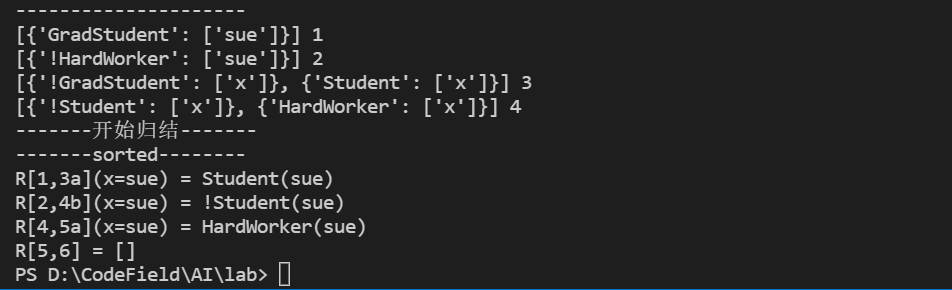 ---------------------
[{'GradStudent': ['sue']}] 1
[{'!HardWorker': ['sue']}] 2
[{'!GradStudent': ['x']}, {'Student': ['x']}] 3
[{'!Student': ['x']}, {'HardWorker': ['x']}] 4
-------开始归结-------
-------sorted--------
R[1,3a](x=sue) = Student(sue)
R[2,4b](x=sue) = !Student(sue)
R[4,5a](x=sue) = HardWorker(sue)
R[5,6] = []
PS D:\CodeField\AI\lab>